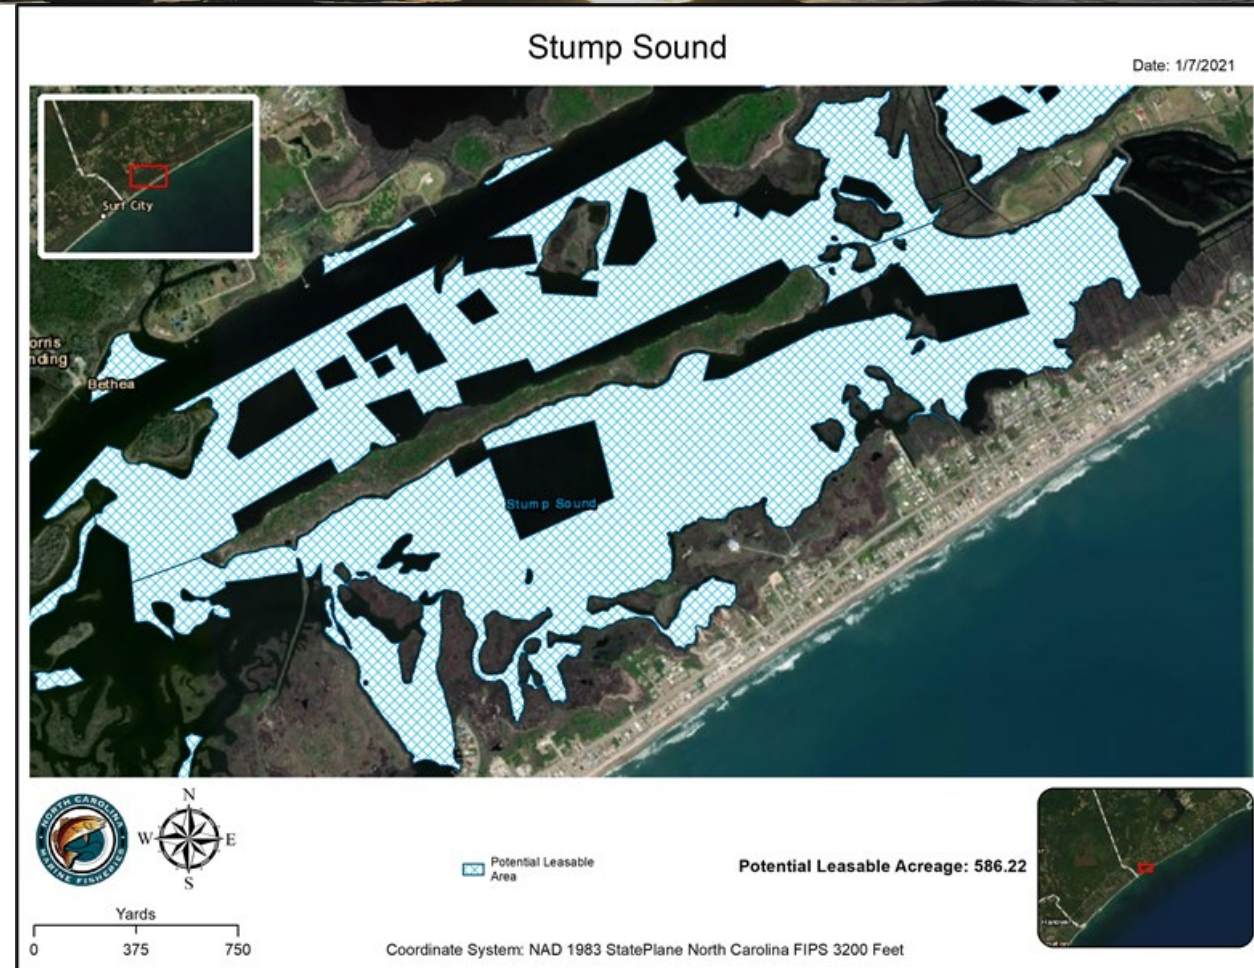 Stump Sound
Date: 1/7/2021
Surf City
orris
nding
Bethea
Stump Sound
NORTH CAROLINA
MARINE FISHERIES
N
W
E
S
Potential Leasable
Area
Potential Leasable Acreage: 586.22
Yards
0 375 750
Coordinate System: NAD 1983 StatePlane North Carolina FIPS 3200 Feet